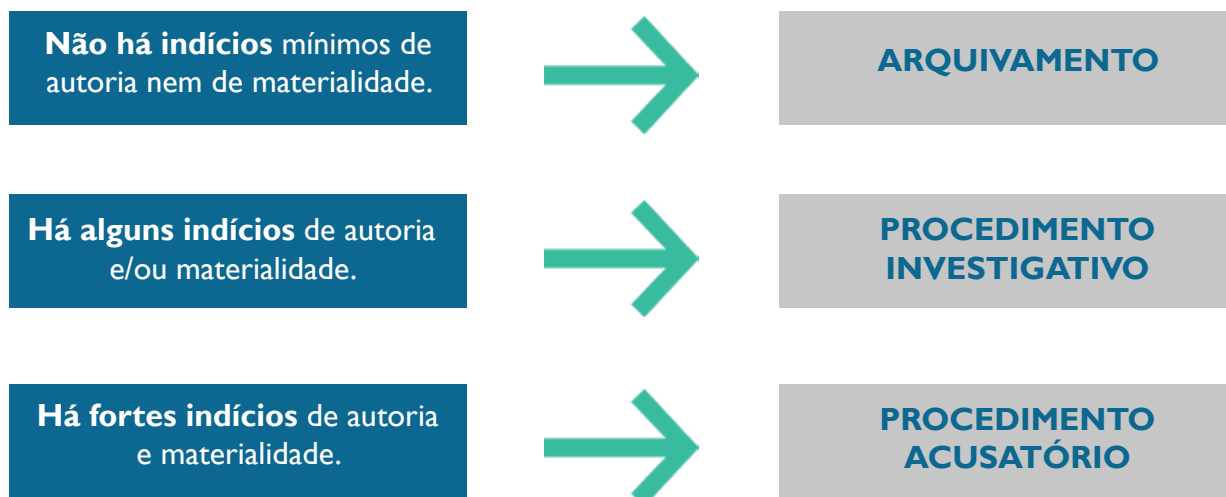 Não há indícios mínimos de
autoria nem de materialidade.
ARQUIVAMENTO
Há alguns indícios de autoria
e/ou materialidade.
PROCEDIMENTO
INVESTIGATIVO
Há fortes indícios de autoria
e materialidade.
PROCEDIMENTO
ACUSATÓRIO